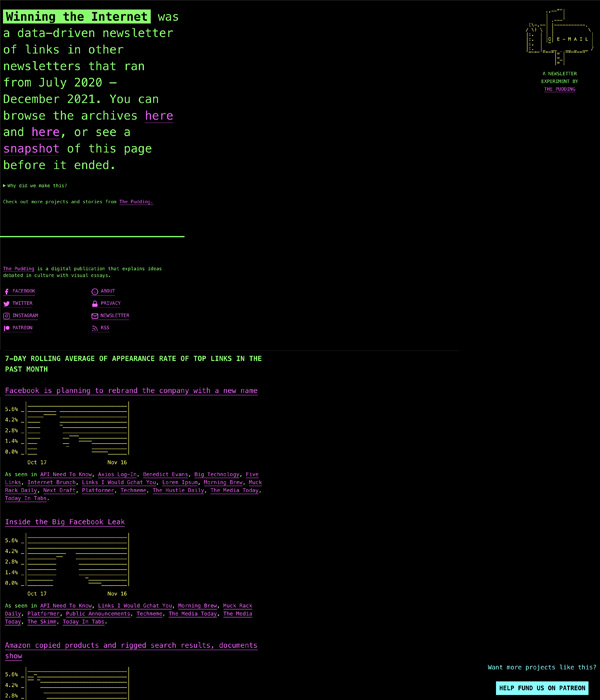 Winning the Internet was
a data-driven newsletter
of links in other
newsletters that ran
from July 2020 –
December 2021. You can
browse the archives here
and here, or see a
snapshot of this page
before it ended.
▶Why did we make this?
Check out more projects and stories from The Pudding.
E-MAIL
A NEWSLETTER
EXPERIMENT BY
THE PUDDING
The Pudding is a digital publication that explains ideas
debated in culture with visual essays.
FACEBOOK
ABOUT
TWITTER
PRIVACY
INSTAGRAM
NEWSLETTER
PATREON
RSS
7-DAY ROLLING AVERAGE OF APPEARANCE RATE OF TOP LINKS IN THE
PAST MONTH
Facebook is planning to rebrand the company with a new name
5.6%
4.2%
2.8%
1.4%
0.0%
Oct 17 Nov 16
As seen in API Need To Know, Axios Log-In, Benedict Evans, Big Technology, Five
Links, Internet Brunch, Links I Would Gchat You, Lorem Ipsum, Morning Brew, Muck
Rack Daily, Next Draft, Platformer, Techmeme, The Hustle Daily, The Media Today,
Today In Tabs.
Inside the Big Facebook Leak
5.6%
4.2%
2.8%
1.4%
0.0%
Oct 17 Nov 16
As seen in API Need To Know, Links I Would Gchat You, Morning Brew, Muck Rack
Daily, Platformer, Public Announcements, Techmeme, The Media Today, The Media
Today, The Skimm, Today In Tabs.
Amazon copied products and rigged search results, documents
show
5.6%
4.2%
2.8%
Want more projects like this?
HELP FUND US ON PATREON